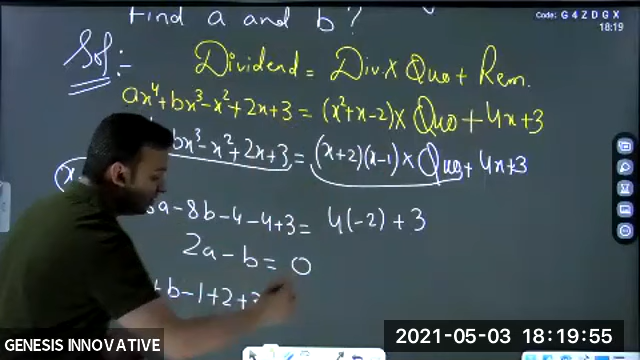 Find a and b?
Code: G4ZDGX
18:19
Sol:-
Dividend = Div. X Quo + Rem.
ax⁴+bx³-x²+2x+3 = (x²+x-2)x Quo + 4x+3
bx³-x²+2x+3 = (x+2)(x-1) x Quo + 4x+3
a-8b-4-4+3 = 4(-2)+3
2a-b = 0
+b-1+2+3
GENESIS INNOVATIVE
2021-05-03 18:19:55